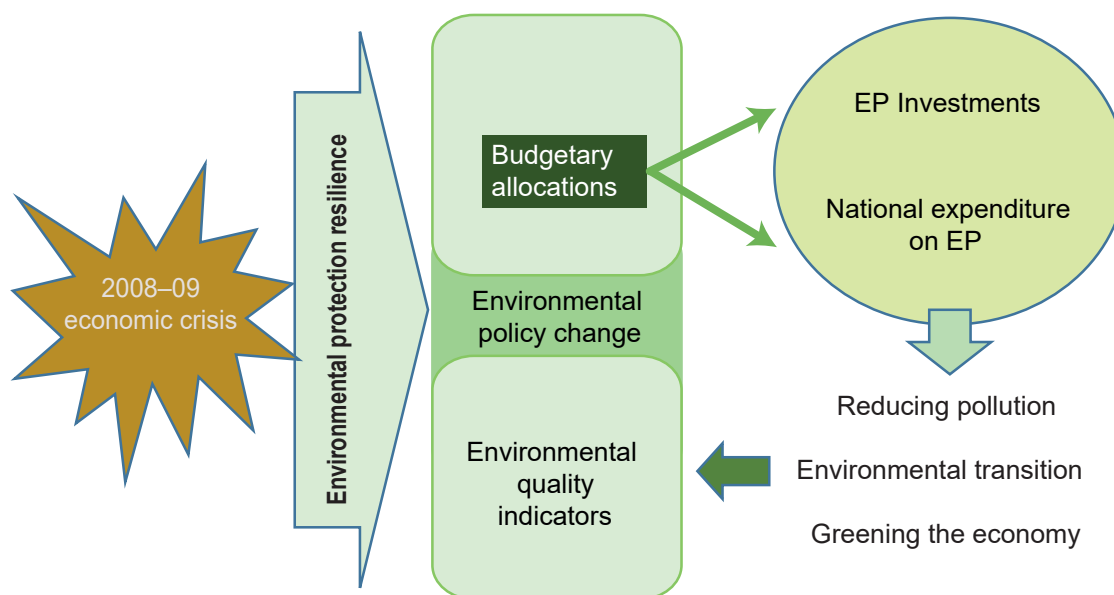 2008–09
economic crisis
Environmental protection resilience
Budgetary
allocations
Environmental
policy change
Environmental
quality
indicators
EP Investments
National expenditure
on EP
Reducing pollution
Environmental transition
Greening the economy